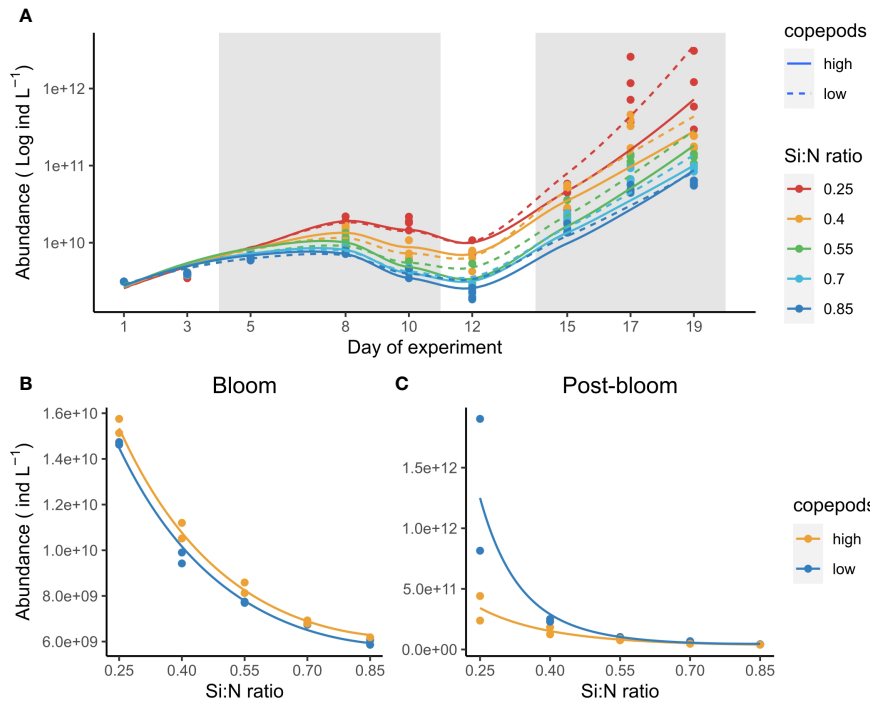 A
Abundance ( Log ind L⁻¹)
1e+12
1e+11
1e+10
1 3 5 8 10 12 15 17 19
Day of experiment
copepods
high
low
Si:N ratio
0.25
0.4
0.55
0.7
0.85
B
Bloom
Abundance ( ind L⁻¹)
1.6e+10
1.4e+10
1.2e+10
1.0e+10
8.0e+09
6.0e+09
0.25 0.40 0.55 0.70 0.85
Si:N ratio
C
Post-bloom
1.5e+12
1.0e+12
5.0e+11
0.0e+00
0.25 0.40 0.55 0.70 0.85
Si:N ratio
copepods
high
low